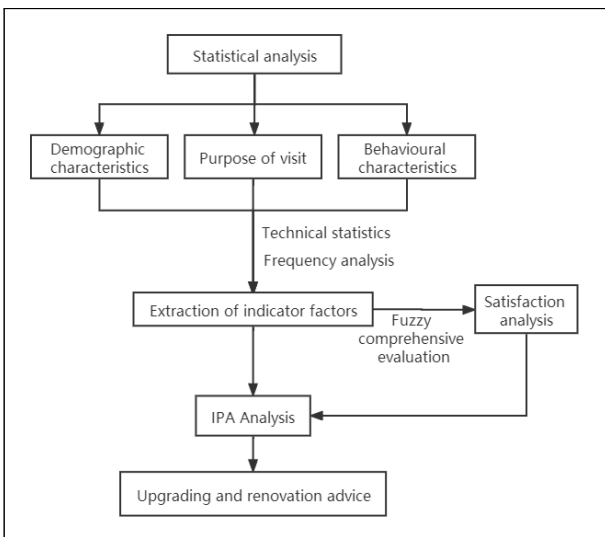 Statistical analysis
Demographic
characteristics
Purpose of visit
Behavioural
characteristics
Technical statistics
Frequency analysis
Extraction of indicator factors
Fuzzy
comprehensive
evaluation
Satisfaction
analysis
IPA Analysis
Upgrading and renovation advice